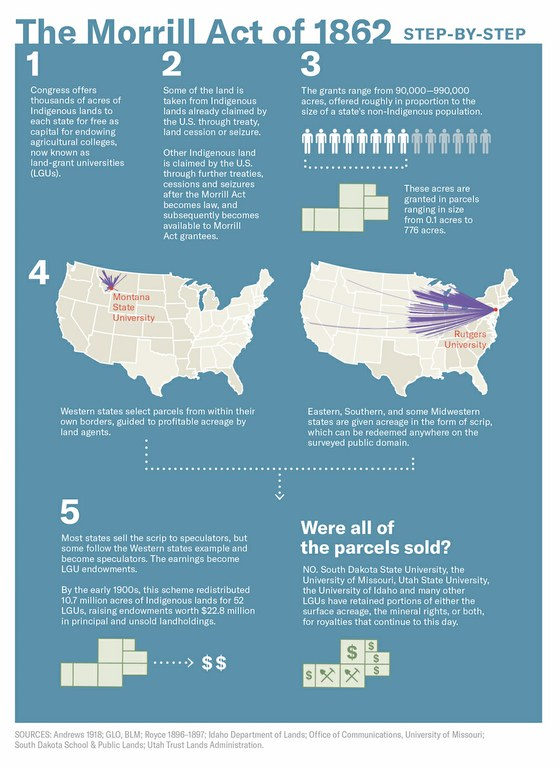 The Morrill Act of 1862 STEP-BY-STEP
1
Congress offers
thousands of acres of
Indigenous lands to
each state for free as
capital for endowing
agricultural colleges,
now known as
land-grant universities
(LGUs).
2
Some of the land is
taken from Indigenous
lands already claimed by
the U.S. through treaty,
land cession or seizure.
Other Indigenous land
is claimed by the U.S.
through further treaties,
cessions and seizures
after the Morrill Act
becomes law, and
subsequently becomes
available to Morrill
Act grantees.
3
The grants range from 90,000—990,000
acres, offered roughly in proportion to the
size of a state's non-Indigenous population.
These acres are
granted in parcels
ranging in size
from 0.1 acres to
776 acres.
4
Montana
State
University
Western states select parcels from within their
own borders, guided to profitable acreage by
land agents.
Rutgers
University
Eastern, Southern, and some Midwestern
states are given acreage in the form of scrip,
which can be redeemed anywhere on the
surveyed public domain.
5
Most states sell the scrip to speculators, but
some follow the Western states example and
become speculators. The earnings become
LGU endowments.
By the early 1900s, this scheme redistributed
10.7 million acres of Indigenous lands for 52
LGUs, raising endowments worth $22.8 million
in principal and unsold landholdings.
$$
Were all of
the parcels sold?
NO. South Dakota State University, the
University of Missouri, Utah State University,
the University of Idaho and many other
LGUs have retained portions of either the
surface acreage, the mineral rights, or both,
for royalties that continue to this day.
$ $
$
$ $
SOURCES: Andrews 1918; GLO, BLM; Royce 1896-1897; Idaho Department of Lands; Office of Communications, University of Missouri;
South Dakota School & Public Lands; Utah Trust Lands Administration.